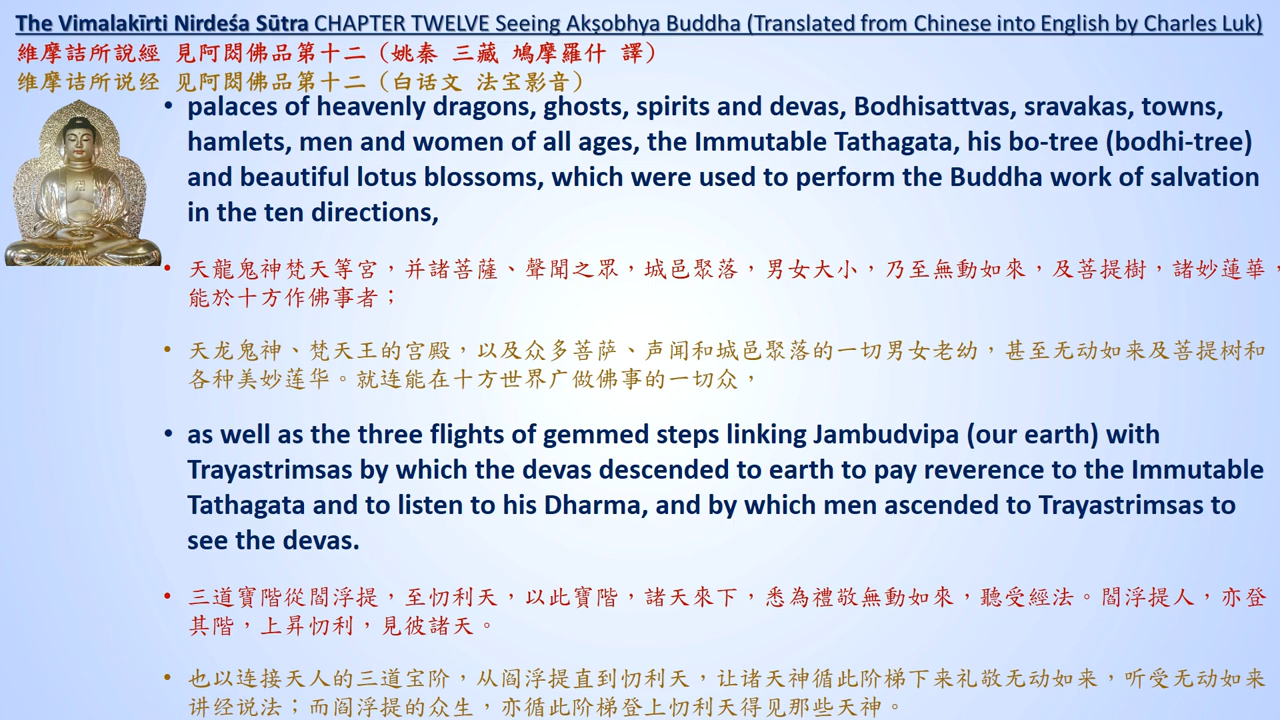 The Vimalakīrti Nirdeśa Sūtra CHAPTER TWELVE Seeing Akṣobhya Buddha (Translated from Chinese into English by Charles Luk)
維摩詰所說經 見阿閦佛品第十二（姚秦 三藏 鳩摩羅什 譯）
维摩诘所说经 见阿閦佛品第十二（白话文 法宝影音）
• palaces of heavenly dragons, ghosts, spirits and devas, Bodhisattvas, sravakas, towns,
hamlets, men and women of all ages, the Immutable Tathagata, his bo-tree (bodhi-tree)
and beautiful lotus blossoms, which were used to perform the Buddha work of salvation
in the ten directions,
• 天龍鬼神梵天等宮，并諸菩薩、聲聞之眾，城邑聚落，男女大小，乃至無動如來，及菩提樹，諸妙蓮華，
能於十方作佛事者；
• 天龙鬼神、梵天王的宫殿，以及众多菩萨、声闻和城邑聚落的一切男女老幼，甚至无动如来及菩提树和
各种美妙莲华。就连能在十方世界广做佛事的一切众，
• as well as the three flights of gemmed steps linking Jambudvipa (our earth) with
Trayastrimsas by which the devas descended to earth to pay reverence to the Immutable
Tathagata and to listen to his Dharma, and by which men ascended to Trayastrimsas to
see the devas.
• 三道寶階從閻浮提，至忉利天，以此寶階，諸天來下，悉為禮敬無動如來，聽受經法。閻浮提人，亦登
其階，上昇忉利，見彼諸天。
• 也以连接天人的三道宝阶，从阎浮提直到忉利天，让诸天神循此阶梯下来礼敬无动如来，听受无动如来
讲经说法；而阎浮提的众生，亦循此阶梯登上忉利天得见那些天神。